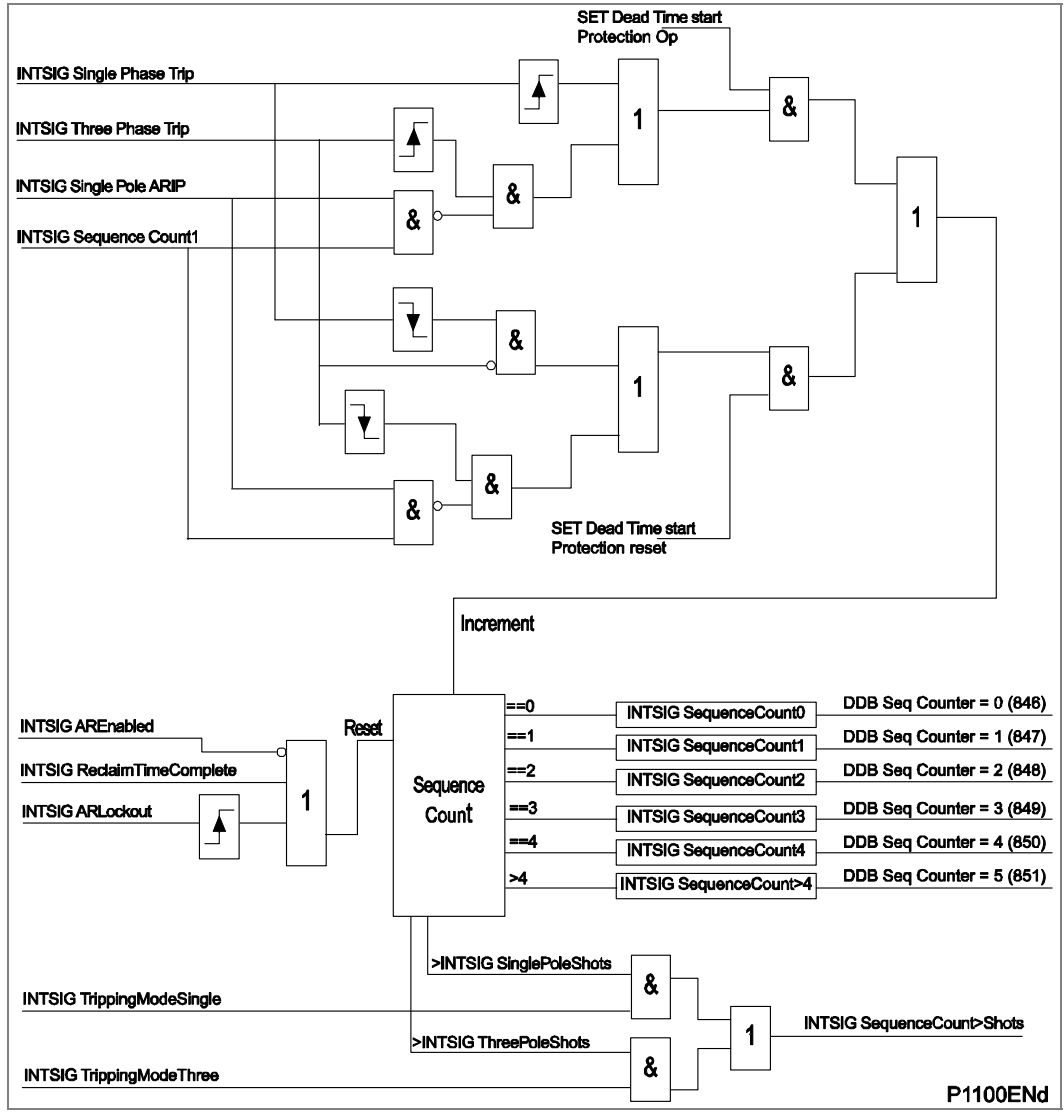 SET Dead Time start
Protection Op
INTSIG Single Phase Trip
1
&
INTSIG Three Phase Trip
INTSIG Single Pole ARIP
&
&
1
INTSIG Sequence Count1
&
1
&
&
&
SET Dead Time start
Protection reset
Increment
INTSIG AREnabled
Reset
INTSIG ReclaimTimeComplete
INTSIG ARLockout
1
Sequence
Count
==0
INTSIG SequenceCount0
DDB Seq Counter = 0 (846)
==1
INTSIG SequenceCount1
DDB Seq Counter = 1 (847)
==2
INTSIG SequenceCount2
DDB Seq Counter = 2 (848)
==3
INTSIG SequenceCount3
DDB Seq Counter = 3 (849)
==4
INTSIG SequenceCount4
DDB Seq Counter = 4 (850)
>4
INTSIG SequenceCount>4
DDB Seq Counter = 5 (851)
>INTSIG SinglePoleShots
&
INTSIG TrippingModeSingle
1
INTSIG SequenceCount>Shots
>INTSIG ThreePoleShots
&
INTSIG TrippingModeThree
P1100ENd